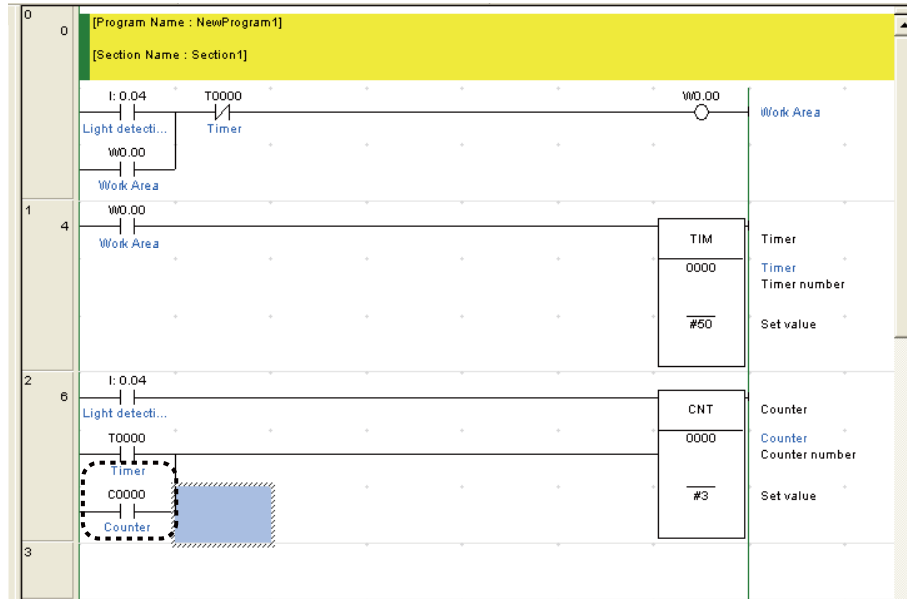 0
0
[Program Name : NewProgram1]
[Section Name : Section1]
I: 0.04 T0000 W0.00
Work Area
Light detecti... Timer
W0.00
Work Area
1
4
W0.00
Work Area
TIM Timer
0000 Timer
Timer number
#50 Set value
2
6
I: 0.04
Light detecti...
CNT Counter
T0000
0000 Counter
Counter number
Timer
C0000
#3 Set value
Counter
3